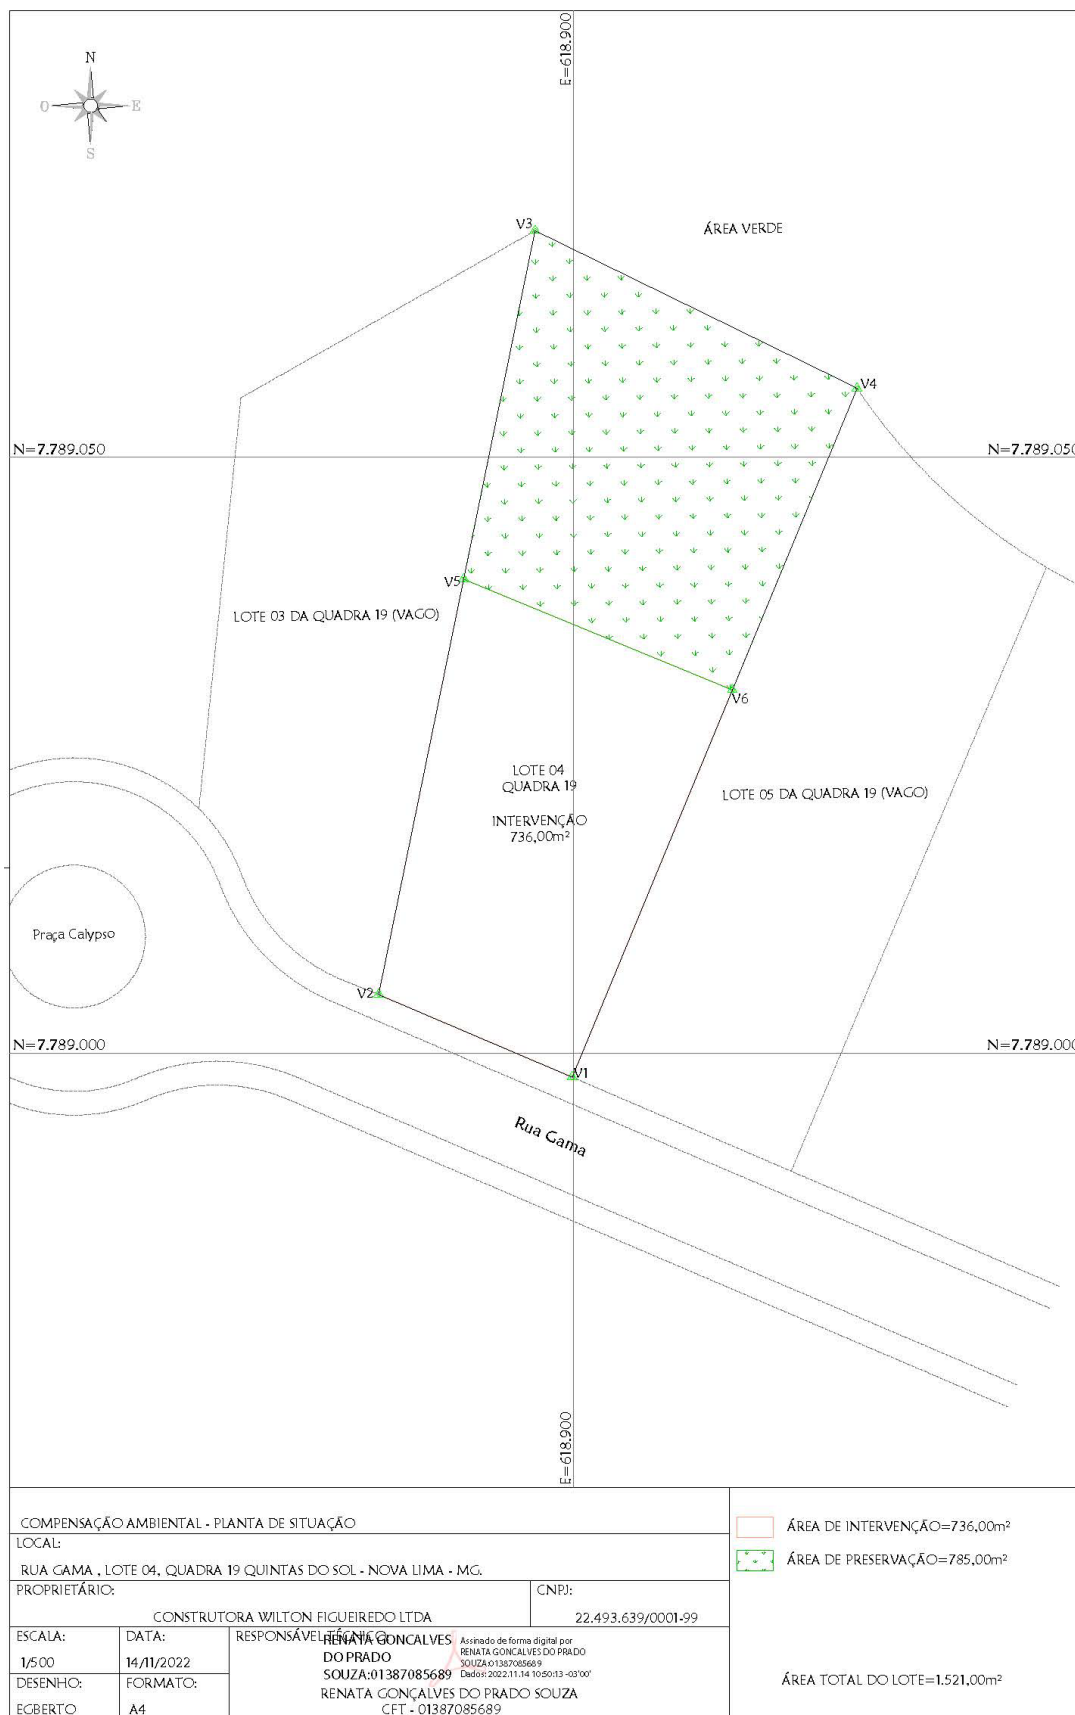 E=618.900
N
O
E
S
V3
ÁREA VERDE
V4
N=7.789.050
N=7.789.050
V5
LOTE 03 DA QUADRA 19 (VAGO)
V6
LOTE 04
QUADRA 19
INTERVENÇÃO
736,00m²
LOTE 05 DA QUADRA 19 (VAGO)
Praça Calypso
V2
N=7.789.000
N=7.789.000
V1
Rua Gama
E=618.900
COMPENSAÇÃO AMBIENTAL - PLANTA DE SITUAÇÃO
LOCAL:
RUA GAMA , LOTE 04, QUADRA 19 QUINTAS DO SOL - NOVA LIMA - MG.
PROPRIETÁRIO:
CONSTRUTORA WILTON FIGUEIREDO LTDA
CNPJ:
22.493.639/0001-99
ESCALA:
1/500
DATA:
14/11/2022
DESENHO:
EGBERTO
FORMATO:
A4
RESPONSÁVEL TÉCNICO:
RENATA GONCALVES
DO PRADO
SOUZA:01387085689
Assinado de forma digital por
RENATA GONCALVES DO PRADO
SOUZA:01387085689
Dados: 2022.11.14 10:50:13 -03'00'
RENATA GONÇALVES DO PRADO SOUZA
CFT - 01387085689
ÁREA DE INTERVENÇÃO=736,00m²
ÁREA DE PRESERVAÇÃO=785,00m²
ÁREA TOTAL DO LOTE=1.521,00m²